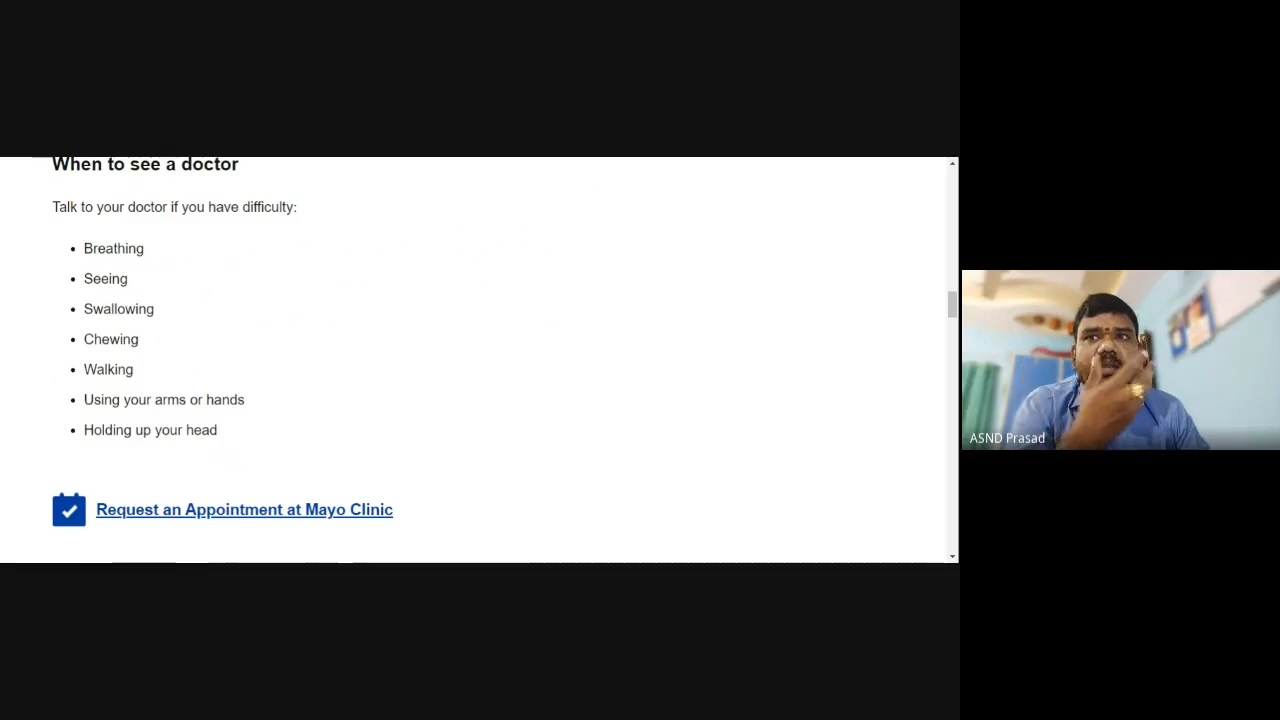 When to see a doctor
Talk to your doctor if you have difficulty:
• Breathing
• Seeing
• Swallowing
• Chewing
• Walking
• Using your arms or hands
• Holding up your head
Request an Appointment at Mayo Clinic
ASND Prasad